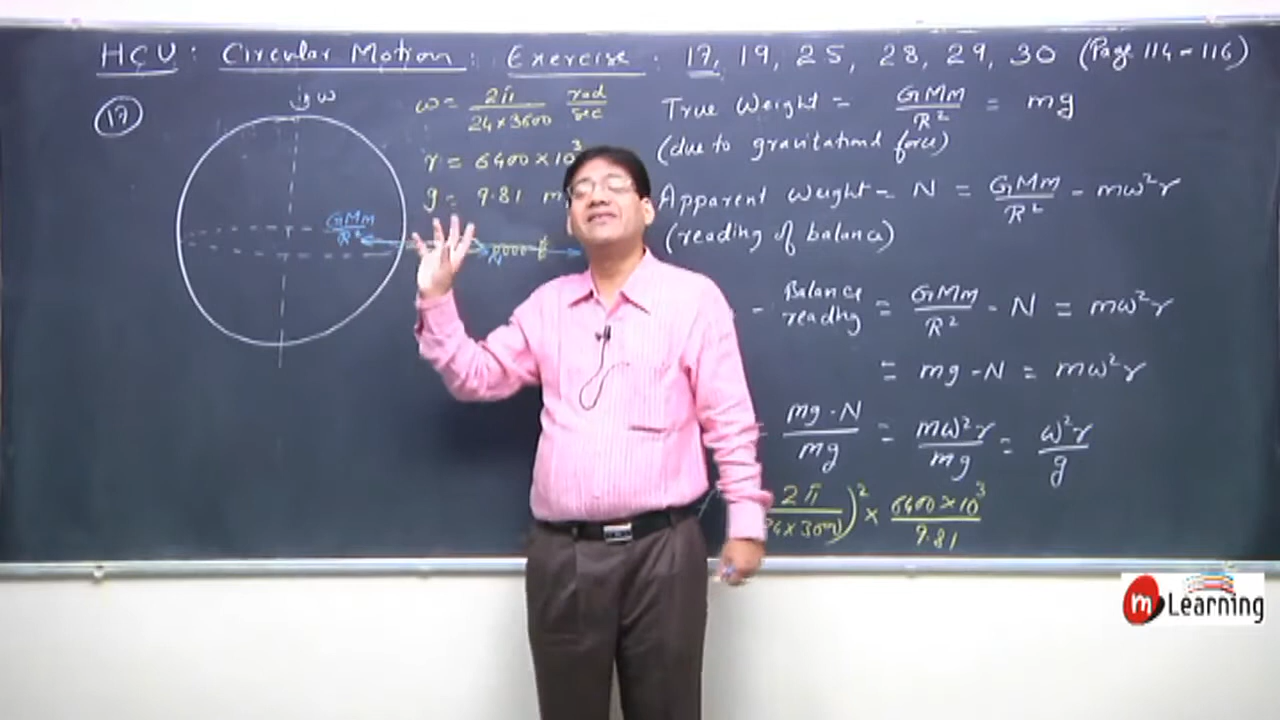 HCV : Circular Motion : Exercise : 17, 19, 25, 28, 29, 30 (Page 114 - 116)
17
ω
GMm/R²
N
ω = 2π/(24×3600) rad/sec
r = 6400 × 10³
g = 9.81 m
True Weight = GMm/R² = mg
(due to gravitational force)
Apparent Weight = N = GMm/R² - mω²r
(reading of balance)
- Balance reading = GMm/R² - N = mω²r
= mg - N = mω²r
(mg - N)/mg = mω²r/mg = ω²r/g
2π )² × (6400×10³)/9.81
m Learning